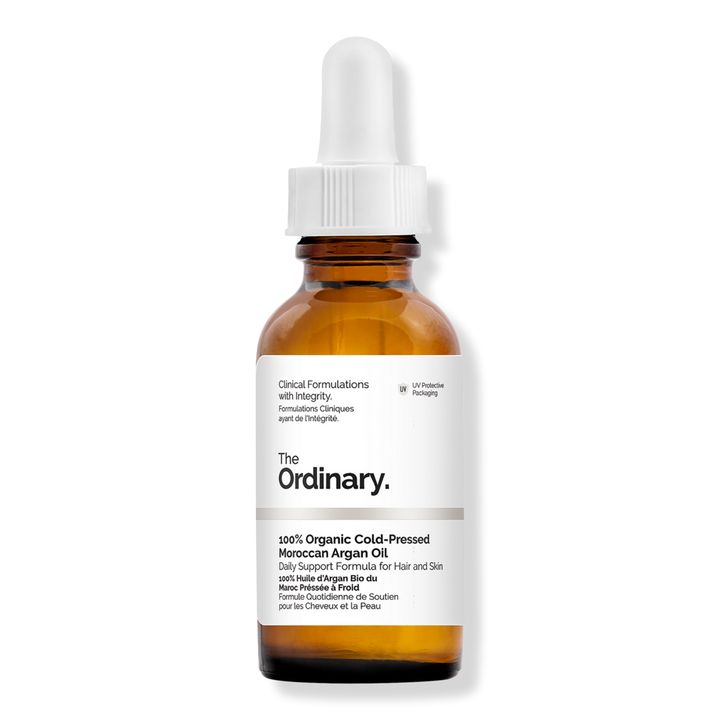 Clinical Formulations
with Integrity.
Formulations Cliniques
ayant de l'Intégrité.
UV
UV Protective
Packaging
The
Ordinary.
100% Organic Cold-Pressed
Moroccan Argan Oil
Daily Support Formula for Hair and Skin
100% Huile d'Argan Bio du
Maroc Préssée à Froid
Formule Quotidienne de Soutien
pour les Cheveux et la Peau